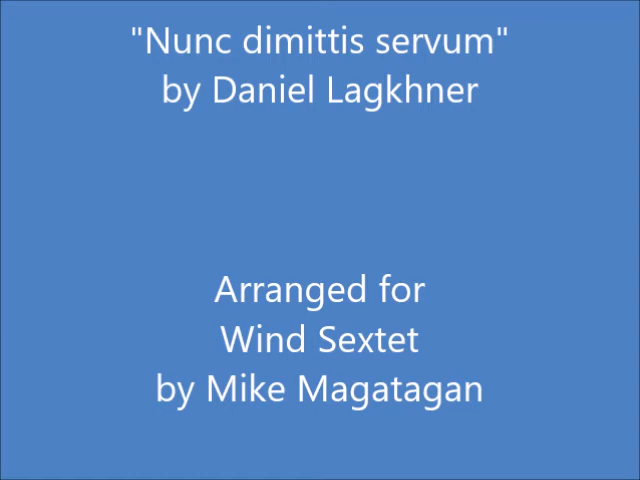 "Nunc dimittis servum"
by Daniel Lagkhner
Arranged for
Wind Sextet
by Mike Magatagan